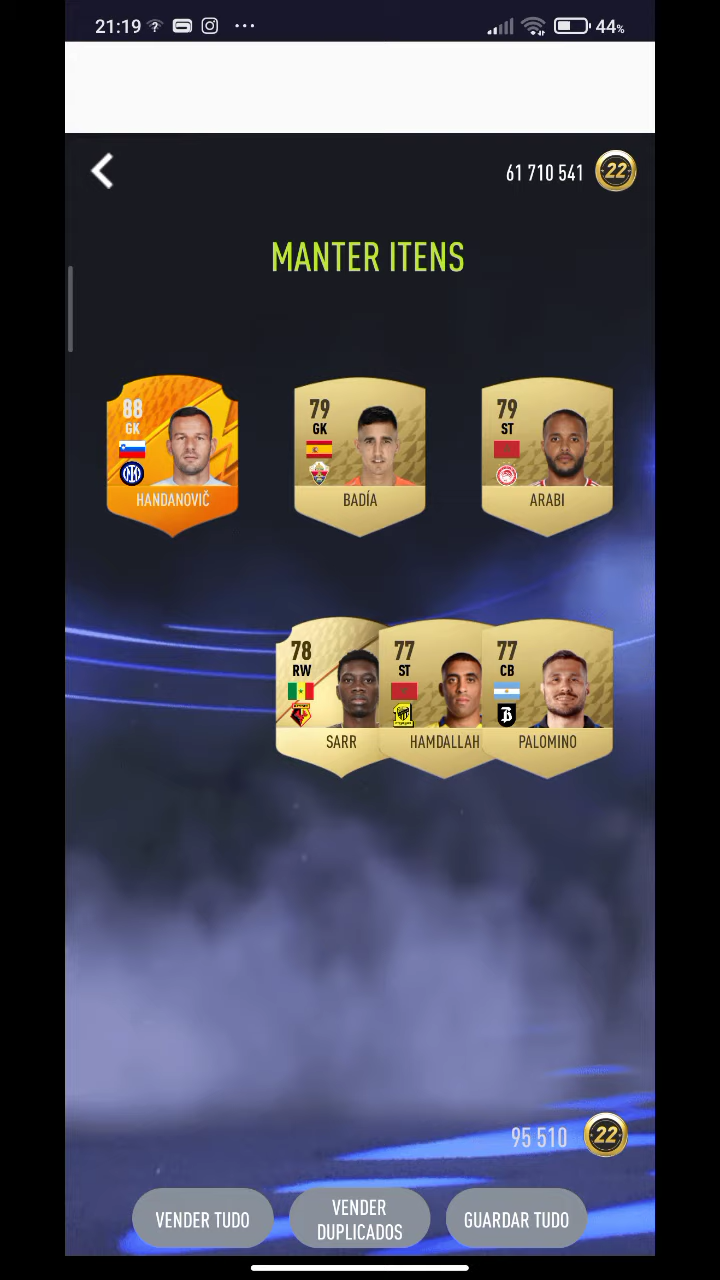 21:19
44%
61 710 541
22
MANTER ITENS
88
GK
HANDANOVIČ
79
GK
BADÍA
79
ST
ARABI
78
RW
SARR
77
ST
HAMDALLAH
77
CB
PALOMINO
95 510
22
VENDER TUDO
VENDER
DUPLICADOS
GUARDAR TUDO